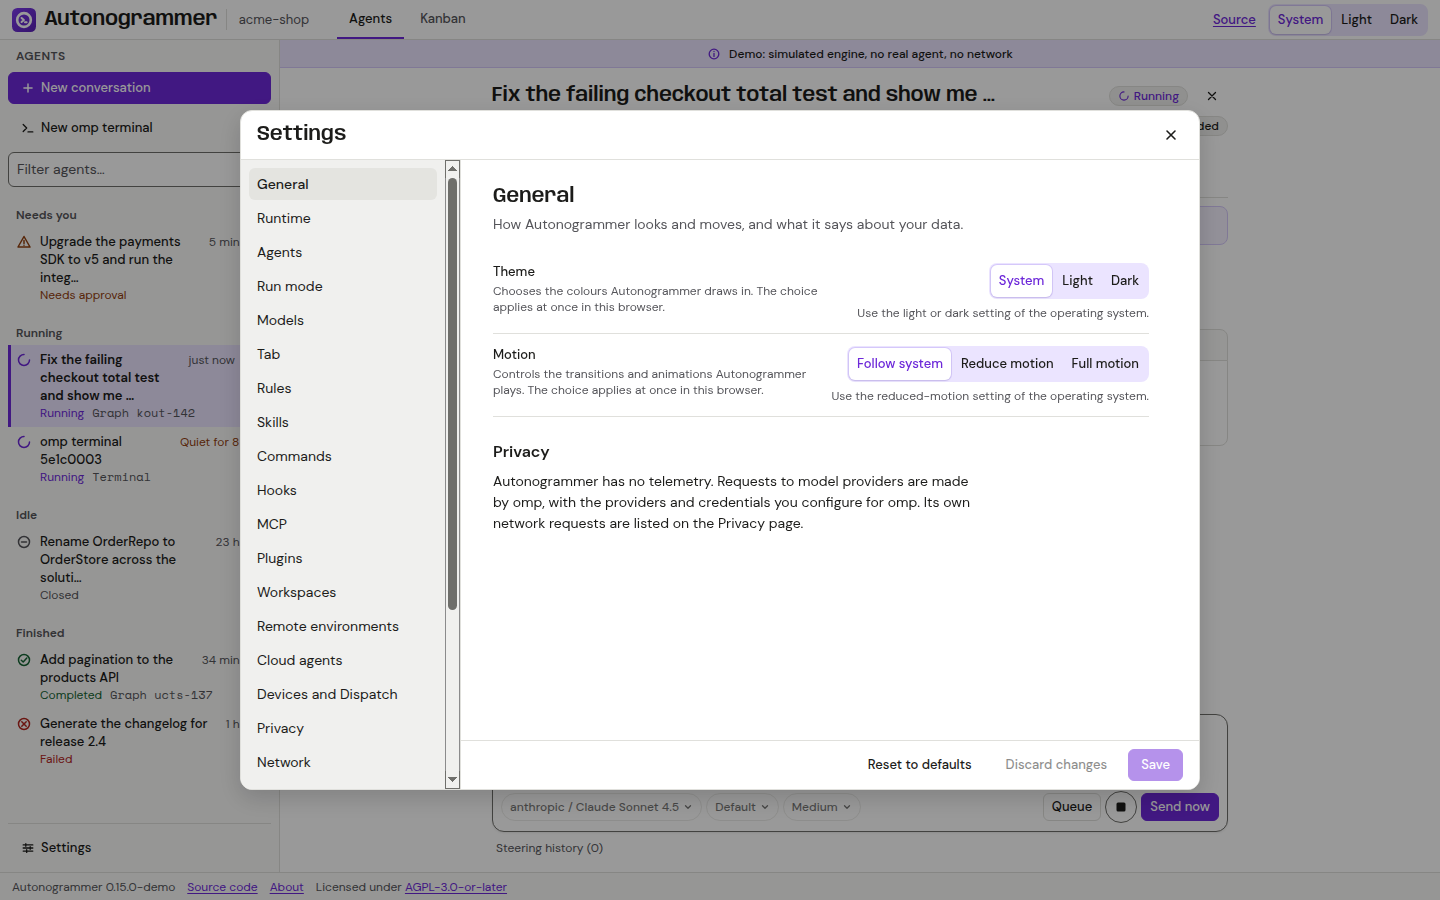 Autonogrammer
acme-shop
Agents
Kanban
Source
System
Light
Dark
AGENTS
New conversation
New omp terminal
Filter agents...
Needs you
Upgrade the payments
SDK to v5 and run the
integ...
5 min
Needs approval
Running
Fix the failing
checkout total test
and show me ...
just now
Running Graph kout-142
omp terminal
5e1c0003
Quiet for 8
Running Terminal
Idle
Rename OrderRepo to
OrderStore across the
soluti...
23 h
Closed
Finished
Add pagination to the
products API
34 min
Completed Graph ucts-137
Generate the changelog for
release 2.4
1 h
Failed
Settings
Demo: simulated engine, no real agent, no network
Fix the failing checkout total test and show me ...
Running
ded
Settings
General
Runtime
Agents
Run mode
Models
Tab
Rules
Skills
Commands
Hooks
MCP
Plugins
Workspaces
Remote environments
Cloud agents
Devices and Dispatch
Privacy
Network
General
How Autonogrammer looks and moves, and what it says about your data.
Theme
Chooses the colours Autonogrammer draws in. The choice
applies at once in this browser.
System
Light
Dark
Use the light or dark setting of the operating system.
Motion
Controls the transitions and animations Autonogrammer
plays. The choice applies at once in this browser.
Follow system
Reduce motion
Full motion
Use the reduced-motion setting of the operating system.
Privacy
Autonogrammer has no telemetry. Requests to model providers are made
by omp, with the providers and credentials you configure for omp. Its own
network requests are listed on the Privacy page.
Reset to defaults
Discard changes
Save
anthropic / Claude Sonnet 4.5
Default
Medium
Queue
Send now
Steering history (0)
Autonogrammer 0.15.0-demo
Source code
About
Licensed under AGPL-3.0-or-later